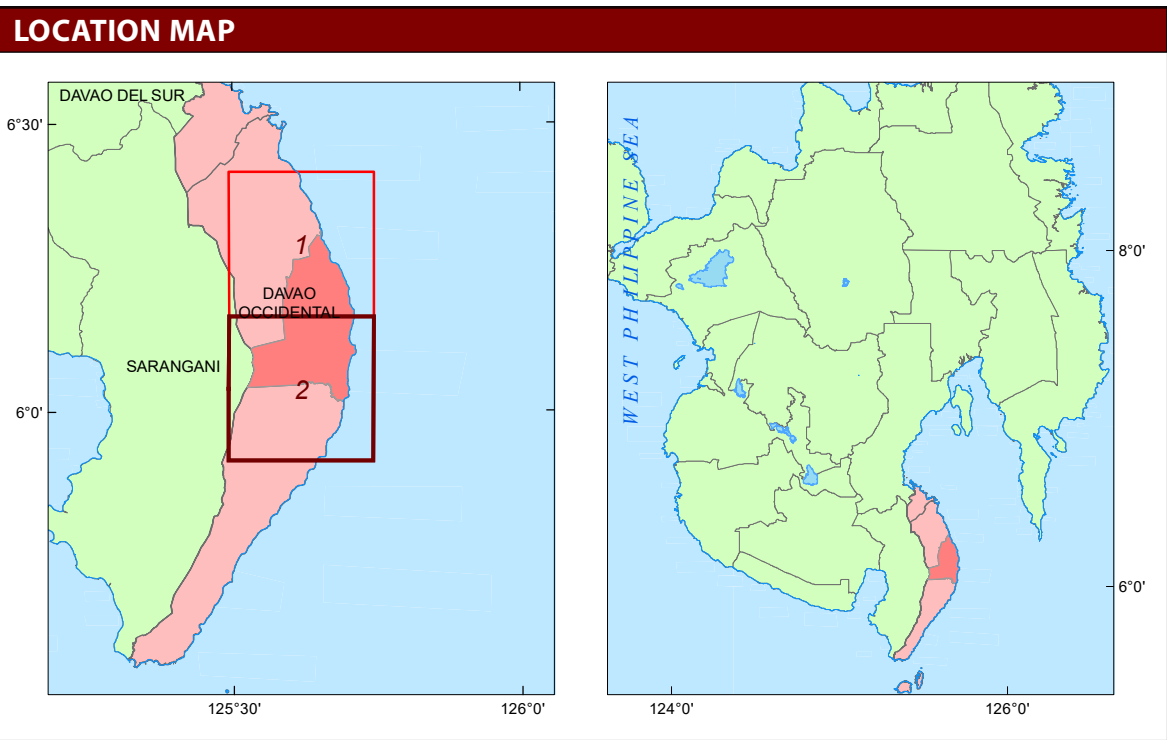 LOCATION MAP
DAVAO DEL SUR
6°30'
1
DAVAO
OCCIDENTAL
SARANGANI
2
6°0'
125°30'
126°0'
WEST PHILIPPINE SEA
8°0'
6°0'
124°0'
126°0'